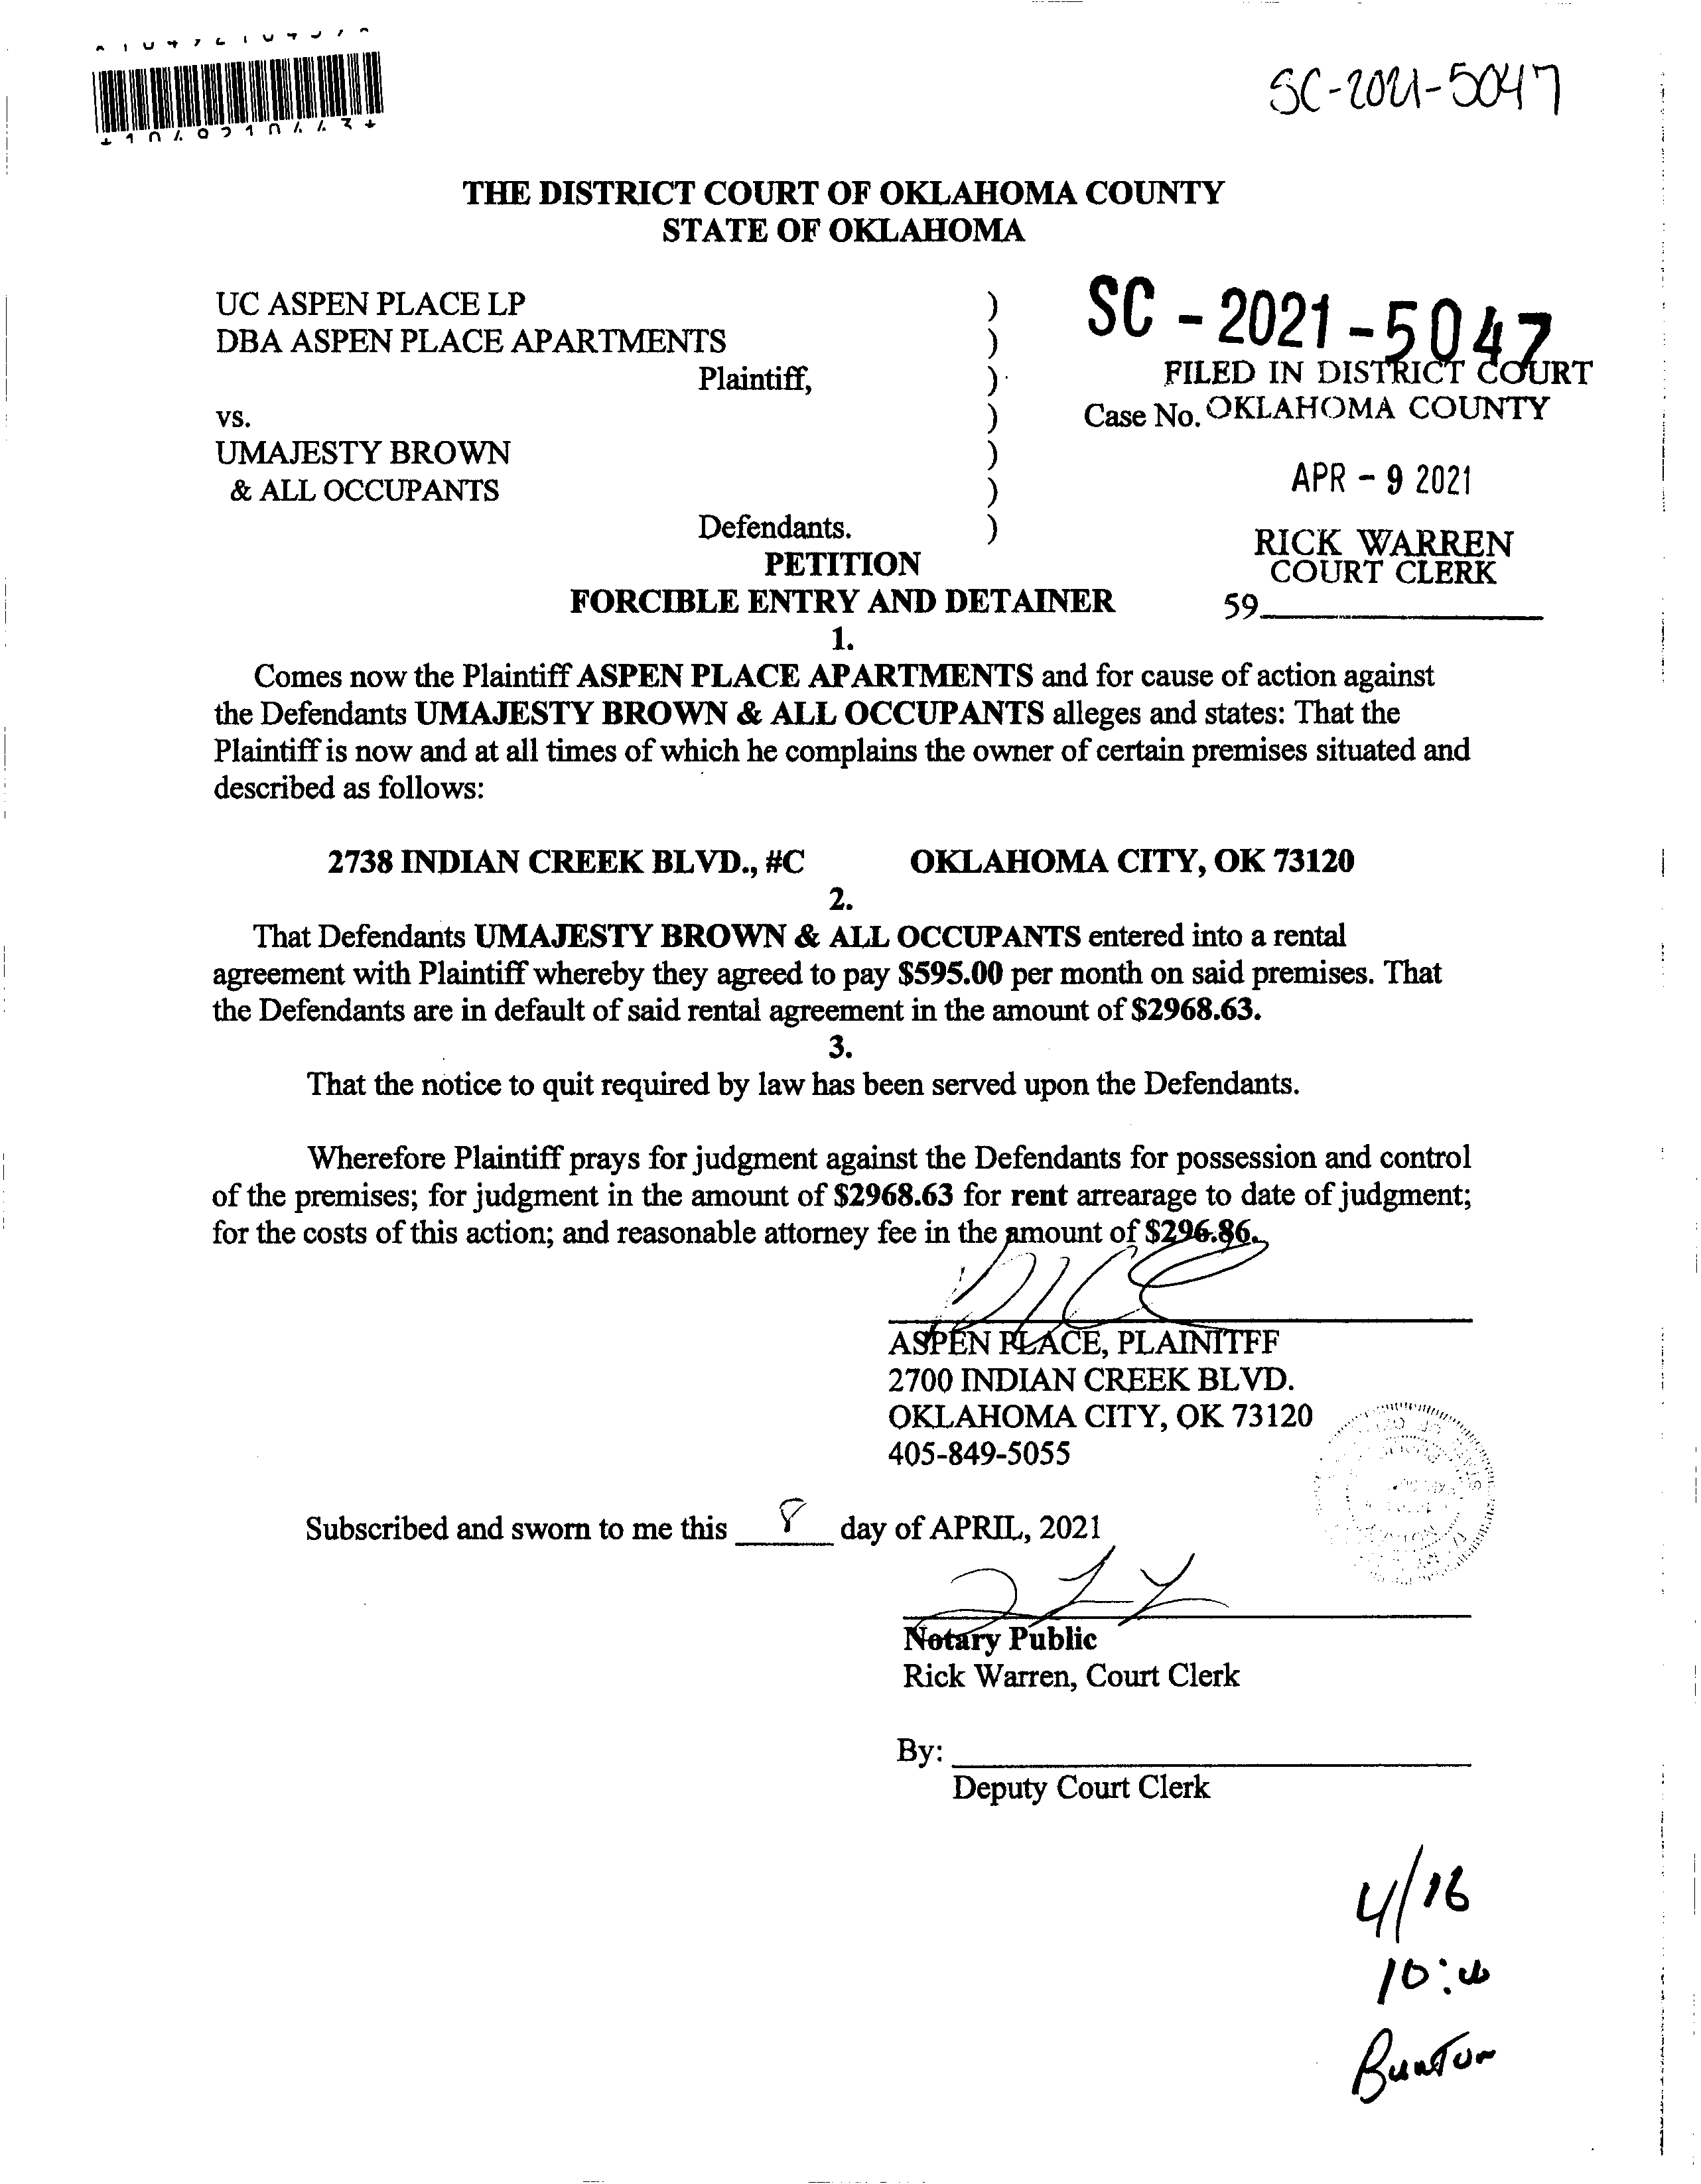 SC-2021-5047
THE DISTRICT COURT OF OKLAHOMA COUNTY
STATE OF OKLAHOMA
UC ASPEN PLACE LP )
DBA ASPEN PLACE APARTMENTS )
Plaintiff, )
vs. )
UMAJESTY BROWN )
& ALL OCCUPANTS )
Defendants. )
SC - 2021 - 5047
FILED IN DISTRICT COURT
Case No. OKLAHOMA COUNTY
APR - 9 2021
RICK WARREN
COURT CLERK
59
PETITION
FORCIBLE ENTRY AND DETAINER
1.
Comes now the Plaintiff ASPEN PLACE APARTMENTS and for cause of action against
the Defendants UMAJESTY BROWN & ALL OCCUPANTS alleges and states: That the
Plaintiff is now and at all times of which he complains the owner of certain premises situated and
described as follows:
2738 INDIAN CREEK BLVD., #C OKLAHOMA CITY, OK 73120
2.
That Defendants UMAJESTY BROWN & ALL OCCUPANTS entered into a rental
agreement with Plaintiff whereby they agreed to pay $595.00 per month on said premises. That
the Defendants are in default of said rental agreement in the amount of $2968.63.
3.
That the notice to quit required by law has been served upon the Defendants.
Wherefore Plaintiff prays for judgment against the Defendants for possession and control
of the premises; for judgment in the amount of $2968.63 for rent arrearage to date of judgment;
for the costs of this action; and reasonable attorney fee in the amount of $296.86.
ASPEN PLACE, PLAINITFF
2700 INDIAN CREEK BLVD.
OKLAHOMA CITY, OK 73120
405-849-5055
Subscribed and sworn to me this 8 day of APRIL, 2021
Notary Public
Rick Warren, Court Clerk
By:
Deputy Court Clerk
4/16
Bunton